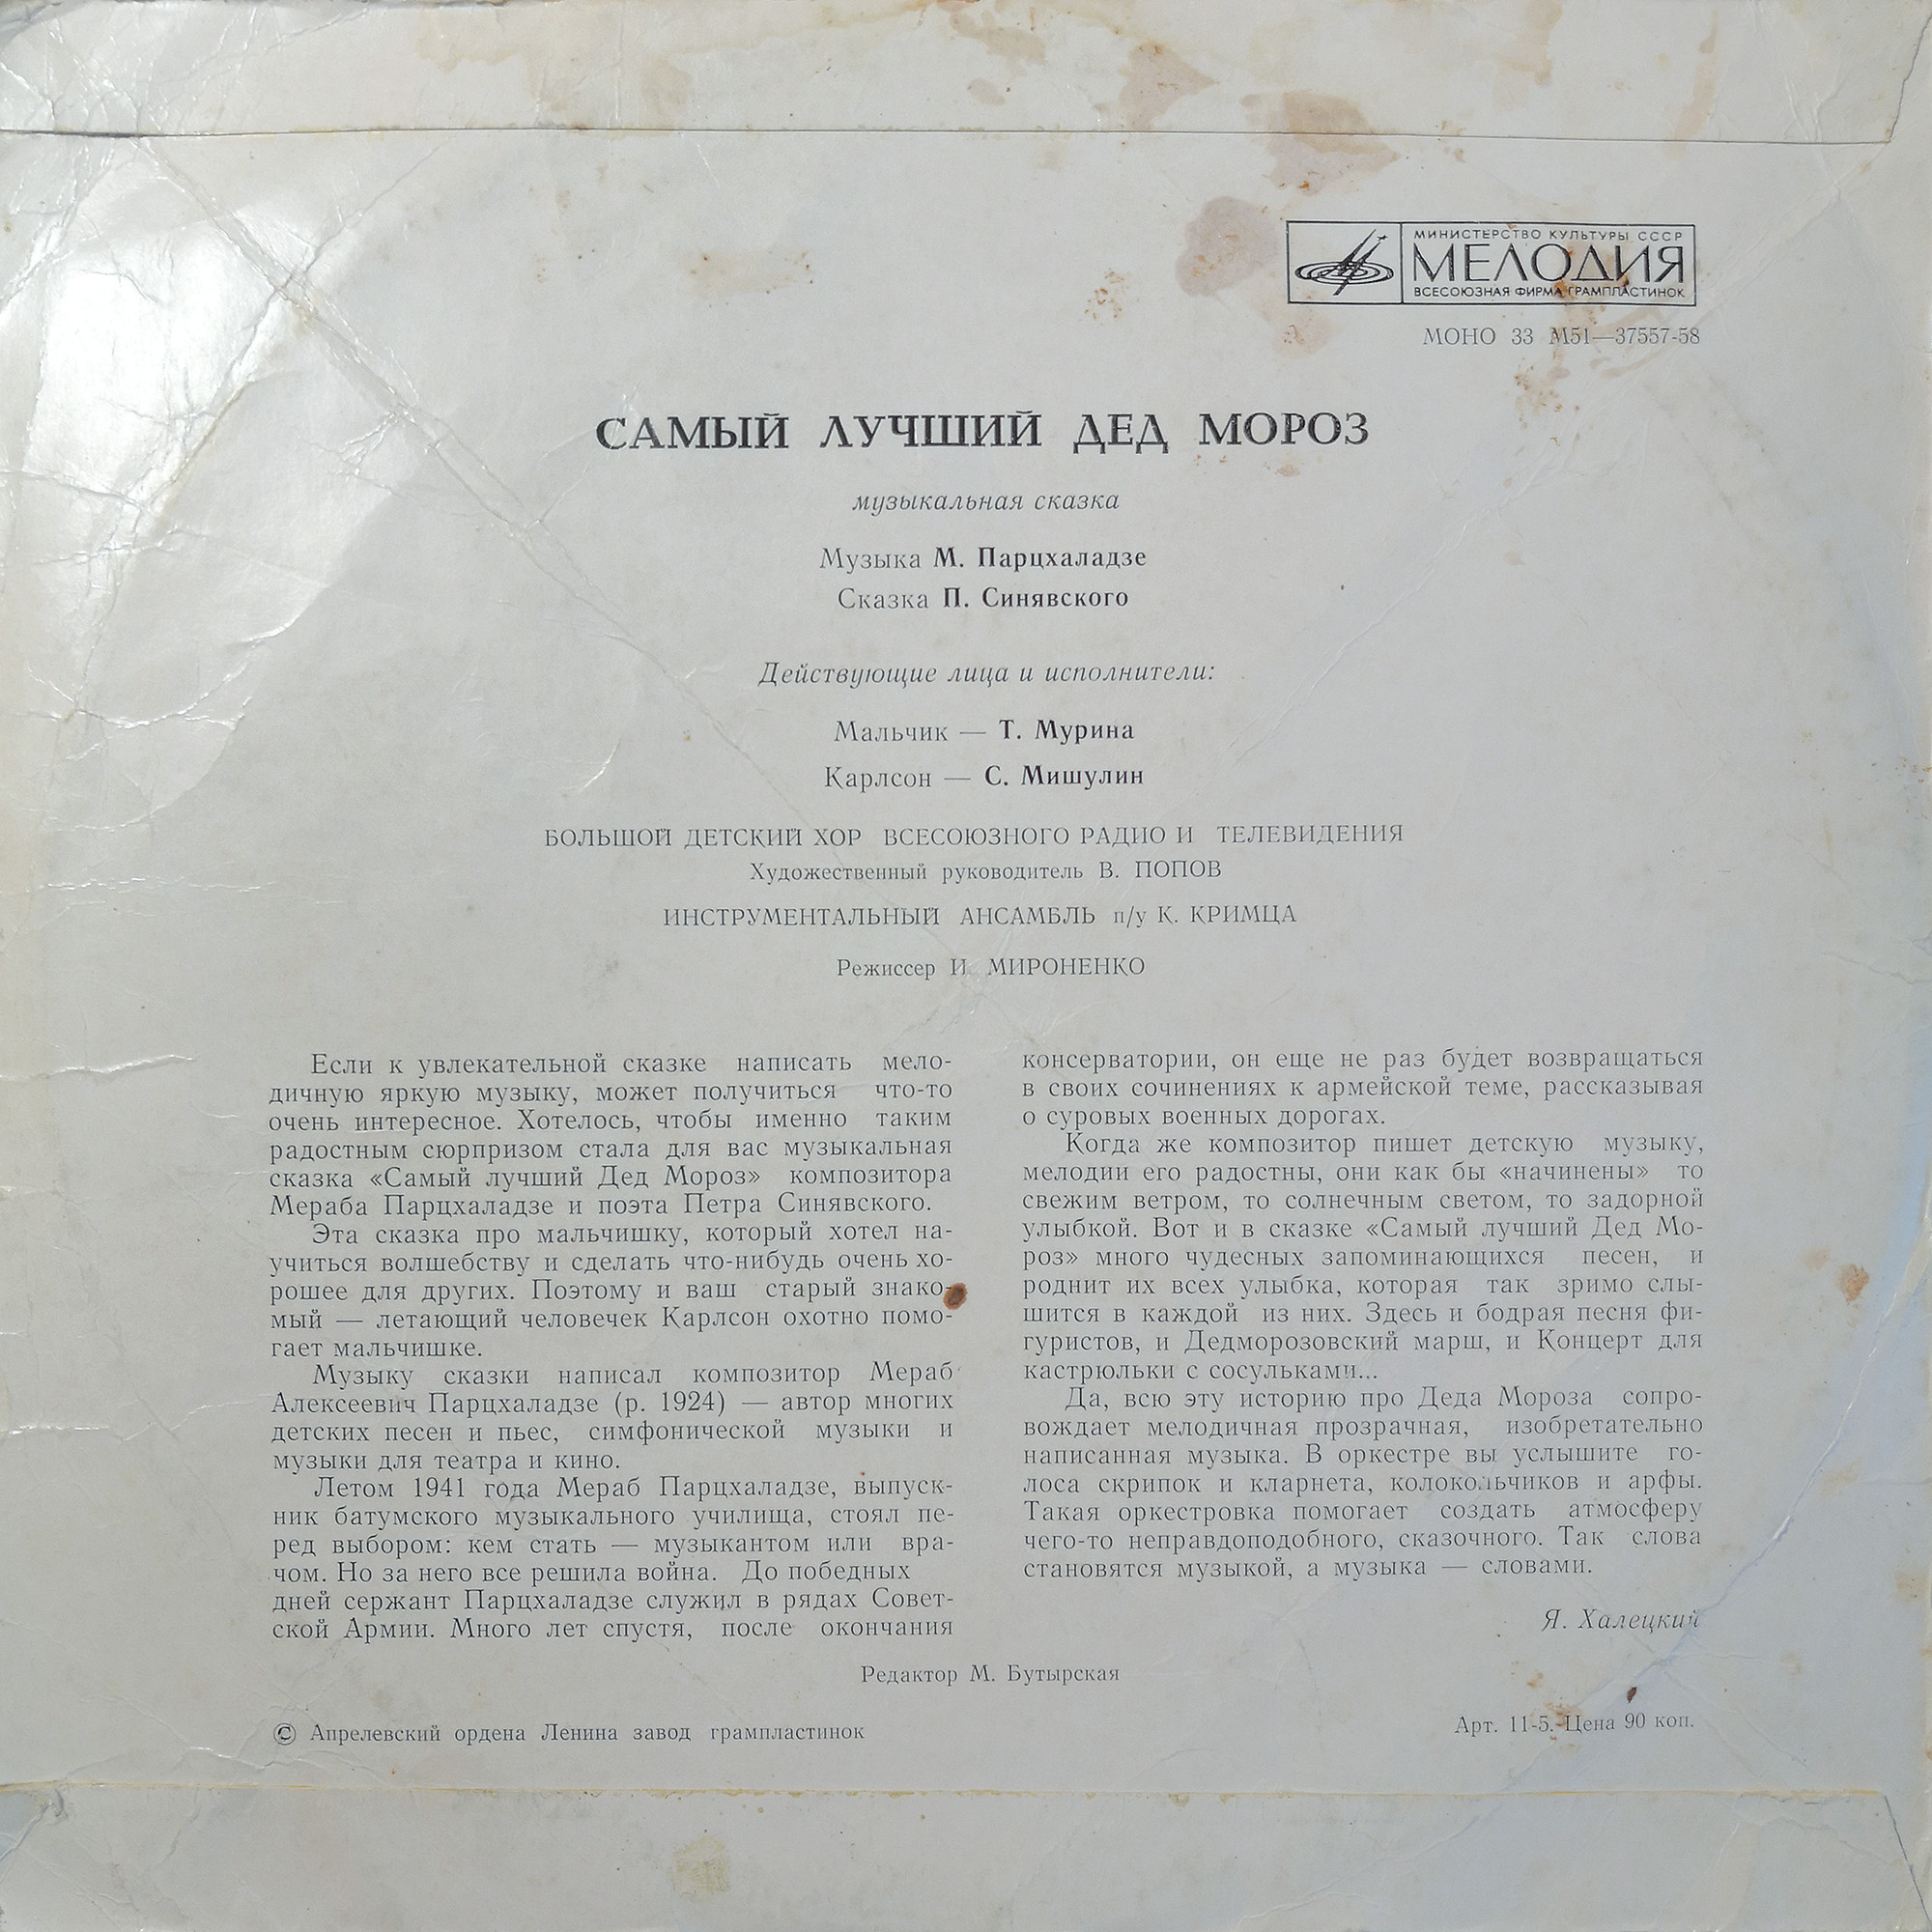 МИНИСТЕРСТВО КУЛЬТУРЫ СССР
МЕЛОДИЯ
ВСЕСОЮЗНАЯ ФИРМА ГРАМПЛАСТИНОК
МОНО 33 М51—37557-58
САМЫЙ ЛУЧШИЙ ДЕД МОРОЗ
музыкальная сказка
Музыка М. Парцхаладзе
Сказка П. Синявского
Действующие лица и исполнители:
Мальчик — Т. Мурина
Карлсон — С. Мишулин
БОЛЬШОЙ ДЕТСКИЙ ХОР ВСЕСОЮЗНОГО РАДИО И ТЕЛЕВИДЕНИЯ
Художественный руководитель В. ПОПОВ
ИНСТРУМЕНТАЛЬНЫЙ АНСАМБЛЬ п/у К. КРИМЦА
Режиссер И. МИРОНЕНКО
Если к увлекательной сказке написать мело-
дичную яркую музыку, может получиться что-то
очень интересное. Хотелось, чтобы именно таким
радостным сюрпризом стала для вас музыкальная
сказка «Самый лучший Дед Мороз» композитора
Мераба Парцхаладзе и поэта Петра Синявского.
Эта сказка про мальчишку, который хотел на-
учиться волшебству и сделать что-нибудь очень хо-
рошее для других. Поэтому и ваш старый знако-
мый — летающий человечек Карлсон охотно помо-
гает мальчишке.
Музыку сказки написал композитор Мераб
Алексеевич Парцхаладзе (р. 1924) — автор многих
детских песен и пьес, симфонической музыки и
музыки для театра и кино.
Летом 1941 года Мераб Парцхаладзе, выпуск-
ник батумского музыкального училища, стоял пе-
ред выбором: кем стать — музыкантом или вра-
чом. Но за него все решила война. До победных
дней сержант Парцхаладзе служил в рядах Совет-
ской Армии. Много лет спустя, после окончания
консерватории, он еще не раз будет возвращаться
в своих сочинениях к армейской теме, рассказывая
о суровых военных дорогах.
Когда же композитор пишет детскую музыку,
мелодии его радостны, они как бы «начинены» то
свежим ветром, то солнечным светом, то задорной
улыбкой. Вот и в сказке «Самый лучший Дед Мо-
роз» много чудесных запоминающихся песен, и
роднит их всех улыбка, которая так зримо слы-
шится в каждой из них. Здесь и бодрая песня фи-
гуристов, и Дедморозовский марш, и Концерт для
кастрюльки с сосульками...
Да, всю эту историю про Деда Мороза сопро-
вождает мелодичная прозрачная, изобретательно
написанная музыка. В оркестре вы услышите го-
лоса скрипок и кларнета, колокольчиков и арфы.
Такая оркестровка помогает создать атмосферу
чего-то неправдоподобного, сказочного. Так слова
становятся музыкой, а музыка — словами.
Я. Халецкий
Редактор М. Бутырская
© Апрелевский ордена Ленина завод грампластинок
Арт. 11-5. Цена 90 коп.